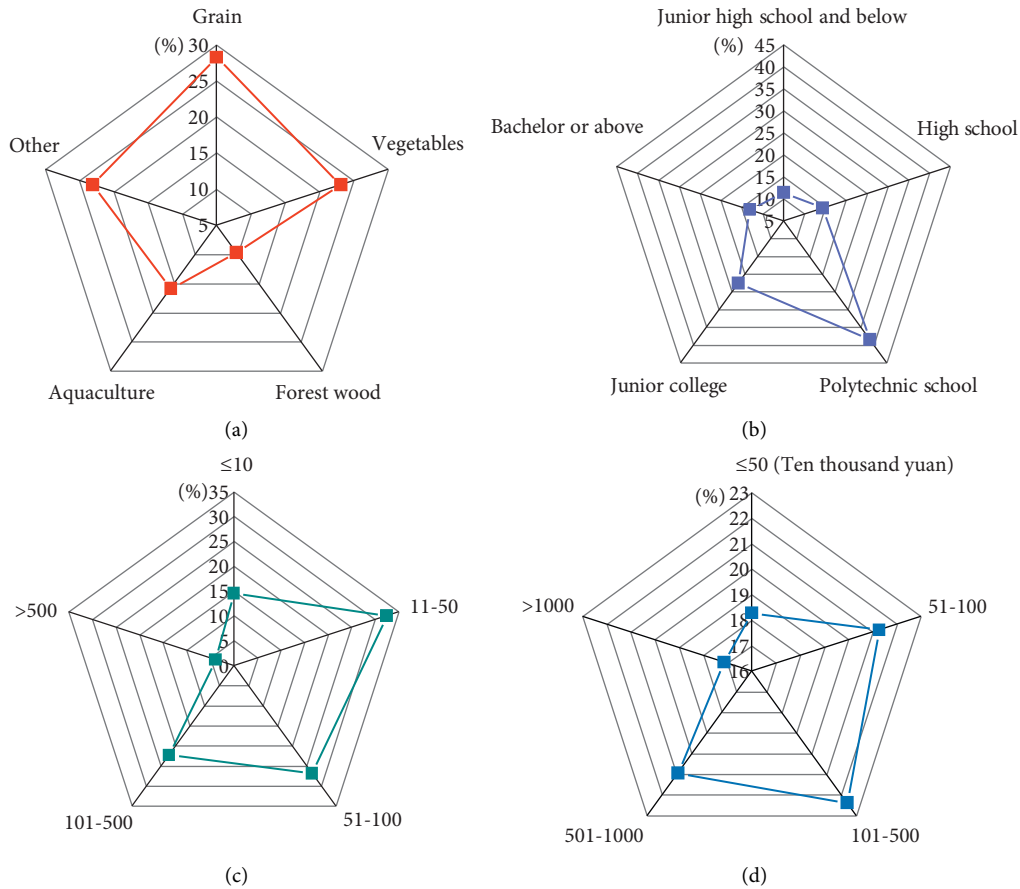 Grain
(%)
30
25
20
15
10
5
Other
Vegetables
Aquaculture
Forest wood
(a)
Junior high school and below
(%)
45
40
35
30
25
20
15
10
5
Bachelor or above
High school
Junior college
Polytechnic school
(b)
≤10
(%)
35
30
25
20
15
10
5
0
>500
11-50
101-500
51-100
(c)
≤50 (Ten thousand yuan)
(%)
23
22
21
20
19
18
17
16
>1000
51-100
501-1000
101-500
(d)